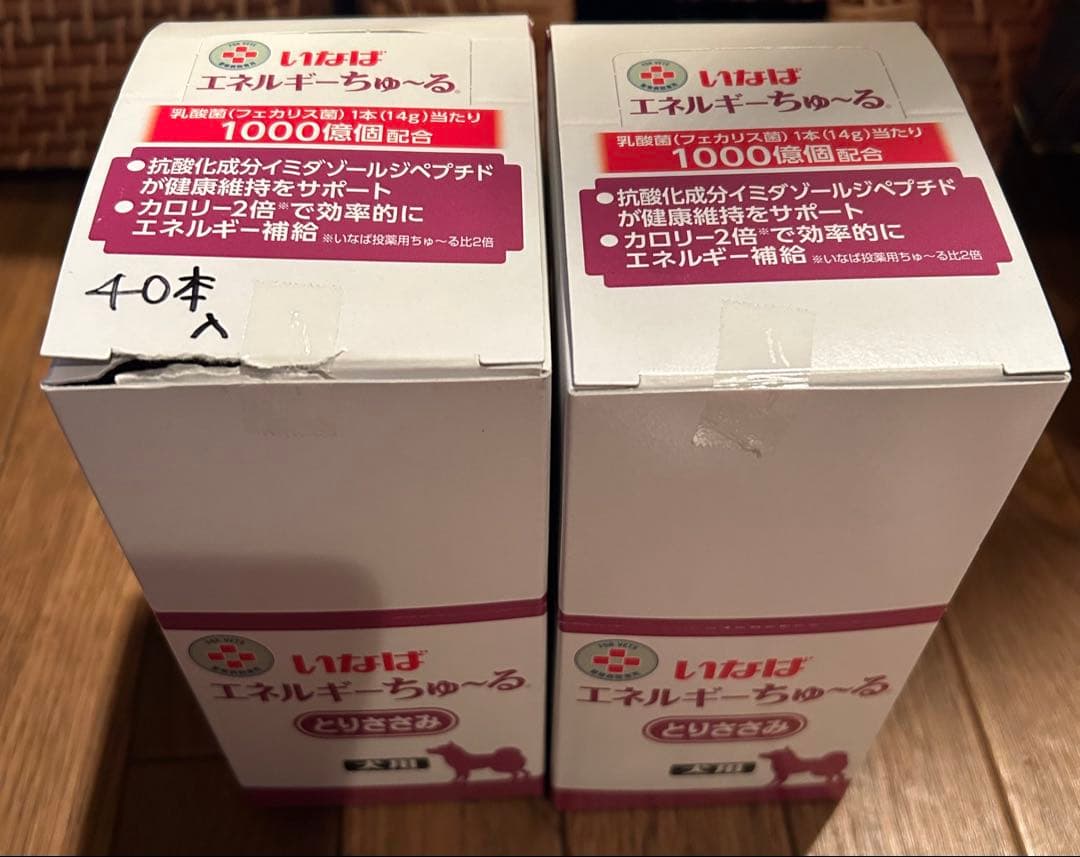 FOR VETS
いなば
エネルギーちゅ〜る®
乳酸菌(フェカリス菌) 1本(14g)当たり
1000億個配合
●抗酸化成分イミダゾールジペプチド
が健康維持をサポート
●カロリー2倍※で効率的に
エネルギー補給 ※いなば投薬用ちゅ〜る比2倍
40本
入
FOR VETS
いなば
エネルギーちゅ〜る®
とりささみ
犬用
FOR VETS
いなば
エネルギーちゅ〜る®
乳酸菌(フェカリス菌) 1本(14g)当たり
1000億個配合
●抗酸化成分イミダゾールジペプチド
が健康維持をサポート
●カロリー2倍※で効率的に
エネルギー補給 ※いなば投薬用ちゅ〜る比2倍
FOR VETS
いなば
エネルギーちゅ〜る®
とりささみ
犬用